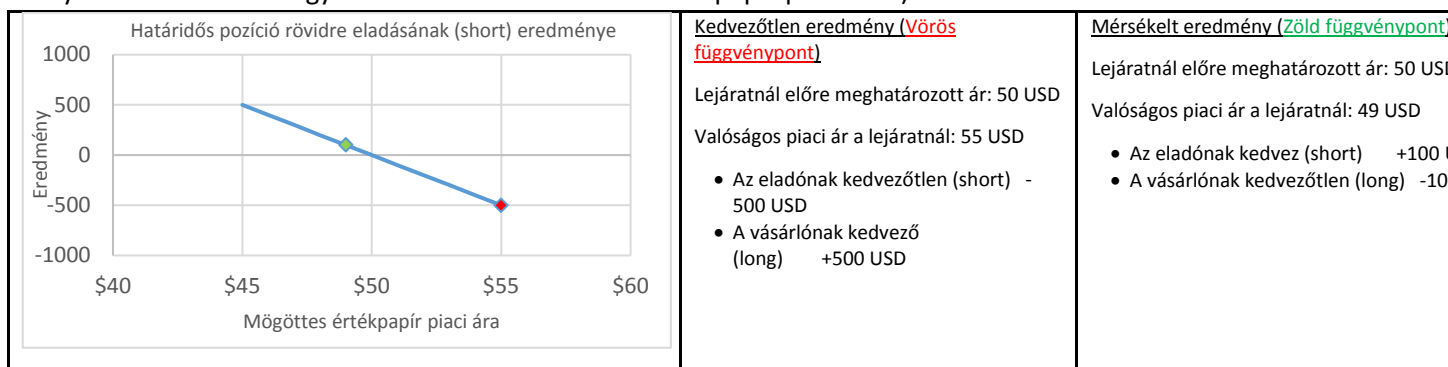 Határidős pozíció rövidre eladásának (short) eredménye
1000
500
0
-500
-1000
Eredmény
$40 $45 $50 $55 $60
Mögöttes értékpapír piaci ára
Kedvezőtlen eredmény (Vörös
függvénypont)
Lejáratnál előre meghatározott ár: 50 USD
Valóságos piaci ár a lejáratnál: 55 USD
• Az eladónak kedvezőtlen (short) -
500 USD
• A vásárlónak kedvező
(long) +500 USD
Mérsékelt eredmény (Zöld függvénypont)
Lejáratnál előre meghatározott ár: 50
Valóságos piaci ár a lejáratnál: 49 USD
• Az eladónak kedvez (short) +100
• A vásárlónak kedvezőtlen (long)